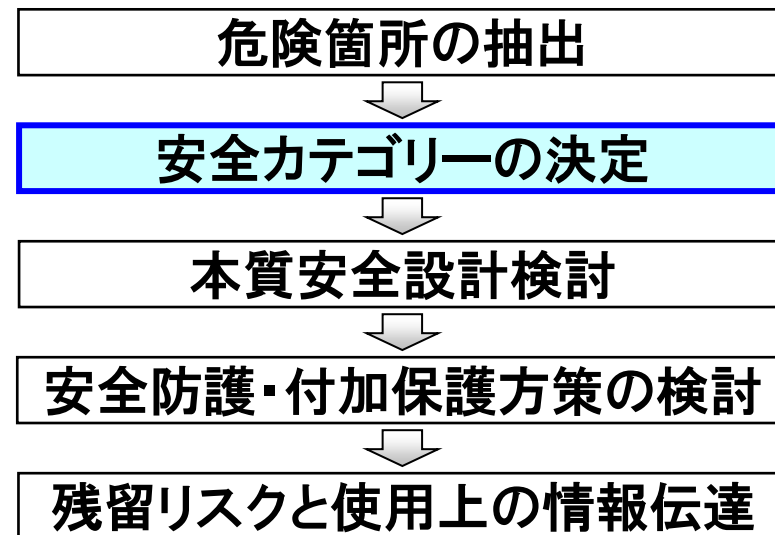 危険箇所の抽出
安全カテゴリーの決定
本質安全設計検討
安全防護・付加保護方策の検討
残留リスクと使用上の情報伝達